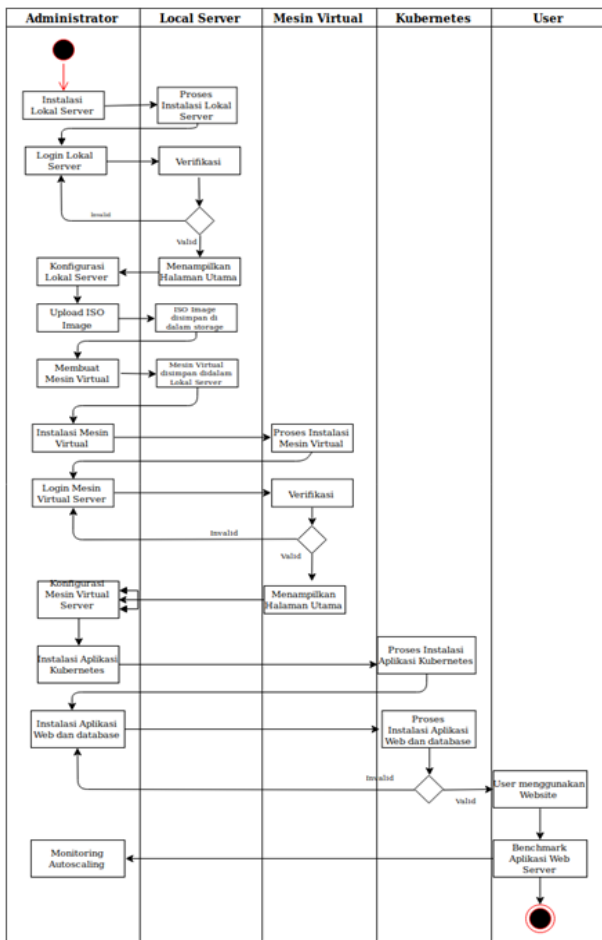 Administrator
Local Server
Mesin Virtual
Kubernetes
User
Instalasi
Lokal Server
Proses
Instalasi Lokal
Server
Login Lokal
Server
Verifikasi
Invalid
Valid
Konfigurasi
Lokal Server
Menampilkan
Halaman Utama
Upload ISO
Image
ISO Image
disimpan di
dalam storage
Membuat
Mesin Virtual
Mesin Virtual
disimpan didalam
Lokal Server
Instalasi Mesin
Virtual
Proses Instalasi
Mesin Virtual
Login Mesin
Virtual Server
Verifikasi
Invalid
Valid
Konfigurasi
Mesin Virtual
Server
Menampilkan
Halaman Utama
Instalasi Aplikasi
Kubernetes
Proses Instalasi
Aplikasi Kubernetes
Instalasi Aplikasi
Web dan database
Proses
Instalasi Aplikasi
Web dan database
Invalid
Valid
User menggunakan
Website
Monitoring
Autoscaling
Benchmark
Aplikasi Web
Server